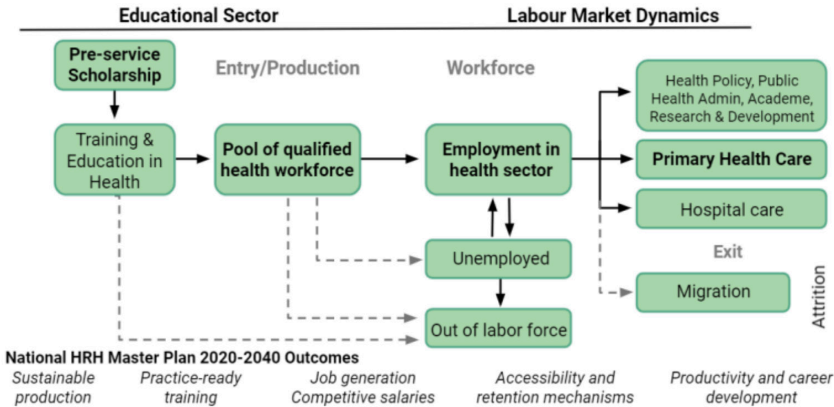 Educational Sector
Labour Market Dynamics
Pre-service
Scholarship
Entry/Production
Workforce
Health Policy, Public
Health Admin, Academe,
Research & Development
Training &
Education in
Health
Pool of qualified
health workforce
Employment in
health sector
Primary Health Care
Hospital care
Unemployed
Exit
Migration
Attrition
Out of labor force
National HRH Master Plan 2020-2040 Outcomes
Sustainable
production
Practice-ready
training
Job generation
Competitive salaries
Accessibility and
retention mechanisms
Productivity and career
development